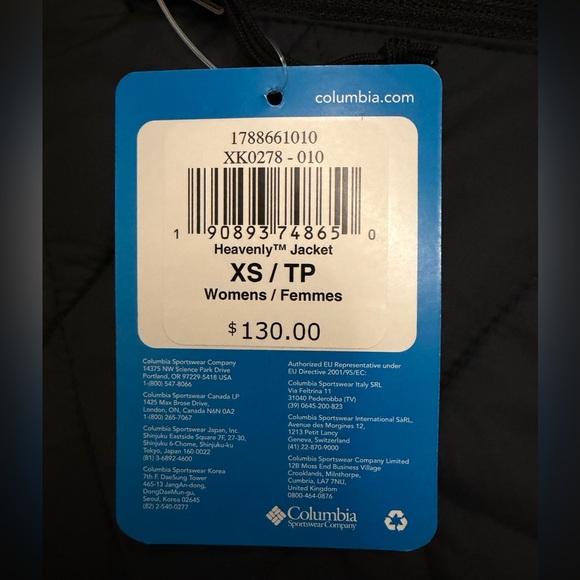 columbia.com
1788661010
XK0278 - 010
1 90893 74865 0
Heavenly™ Jacket
XS / TP
Womens / Femmes
$130.00
Columbia Sportswear Company
14375 NW Science Park Drive
Portland, OR 97229-5418 USA
1-(800) 547-8066
Columbia Sportswear Canada LP
1425 Max Brose Drive,
London, ON, Canada N6N 0A2
1-(800) 265-7067
Columbia Sportswear Japan, Inc.
Shinjuku Eastside Square 7F, 27-30,
Shinjuku 6-Chome, Shinjuku-ku
Tokyo, Japan 160-0022
(81) 3-6892-4600
Columbia Sportswear Korea
7th F. DaeSung Tower
465-13 JangAn-dong,
DongDaeMun-gu,
Seoul, Korea 02645
(82) 2-540-0277
Authorized EU Representative under
EU Directive 2001/95/EC:
Columbia Sportswear Italy SRL
Via Feltrina 11
31040 Pederobba (TV)
(39) 0645-200-823
Columbia Sportswear International SàRL,
Avenue des Morgines 12,
1213 Petit Lancy
Geneva, Switzerland
(41) 22-870-9000
Columbia Sportswear Company Limited
12B Moss End Business Village
Crooklands, Milnthorpe,
Cumbria, LA7 7NU,
United Kingdom
0800-464-0876
Columbia
Sportswear Company